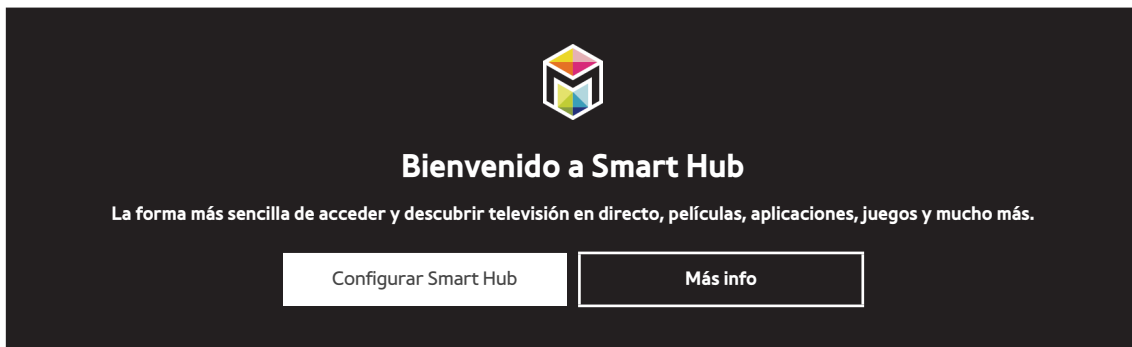 Bienvenido a Smart Hub
La forma más sencilla de acceder y descubrir televisión en directo, películas, aplicaciones, juegos y mucho más.
Configurar Smart Hub
Más info